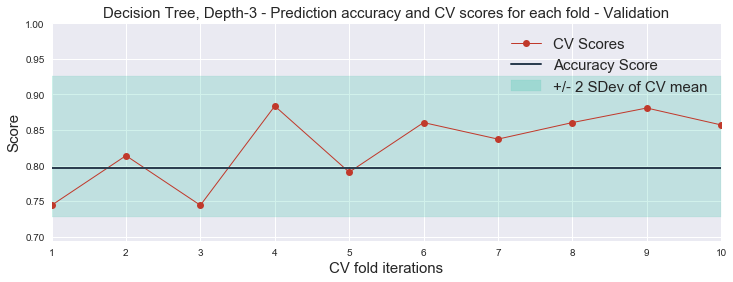 Decision Tree, Depth-3 - Prediction accuracy and CV scores for each fold - Validation
1.00
0.95
0.90
0.85
0.80
0.75
0.70
Score
CV Scores
Accuracy Score
+/- 2 SDev of CV mean
1 2 3 4 5 6 7 8 9 10
CV fold iterations